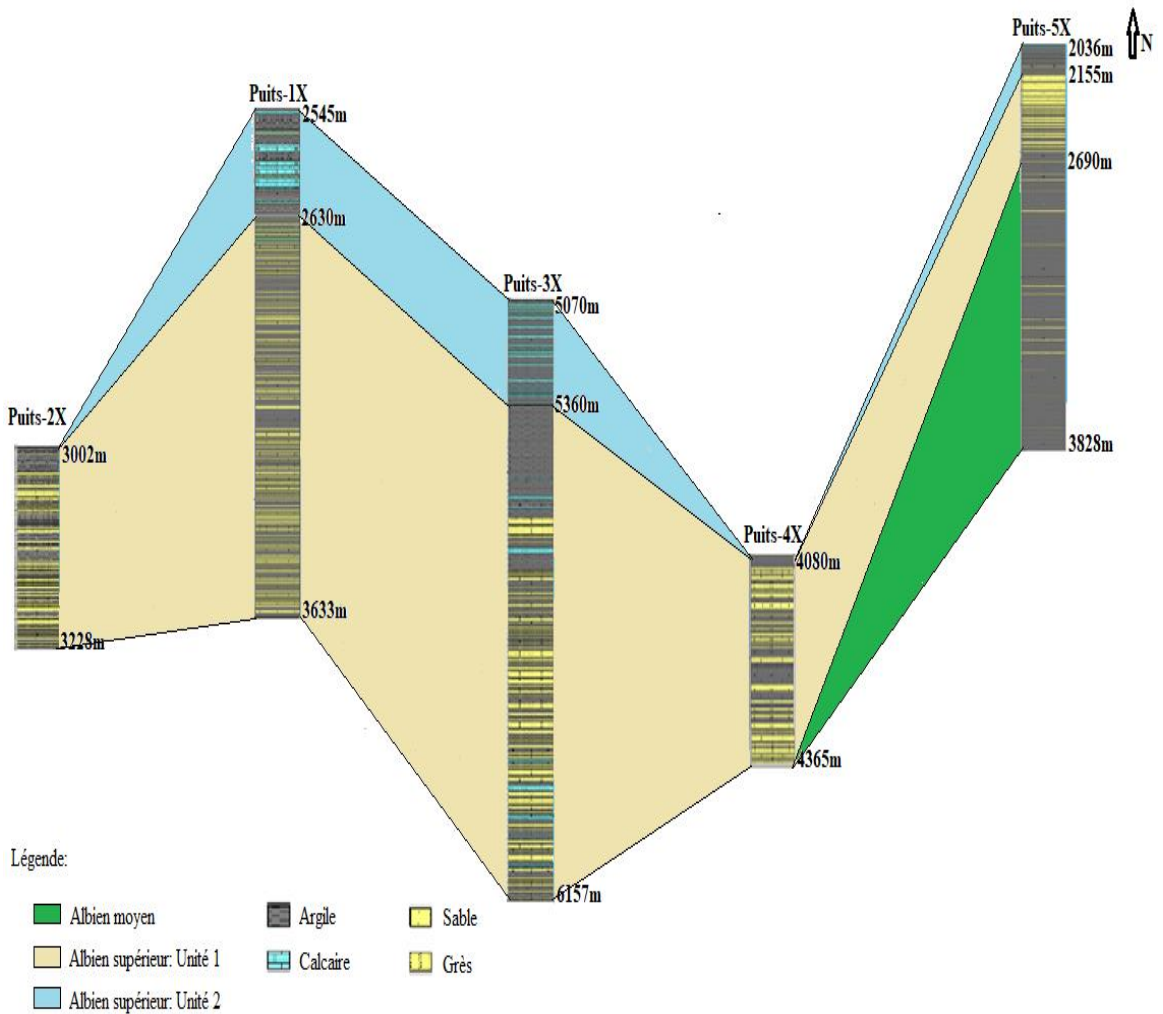 Puits-5X
N
2036m
2155m
Puits-1X
2545m
2690m
2630m
Puits-3X
5070m
5360m
Puits-2X
3002m
3828m
Puits-4X
4080m
3633m
3228m
4365m
6157m
Légende:
Albien moyen
Argile
Sable
Albien supérieur: Unité 1
Calcaire
Grès
Albien supérieur: Unité 2